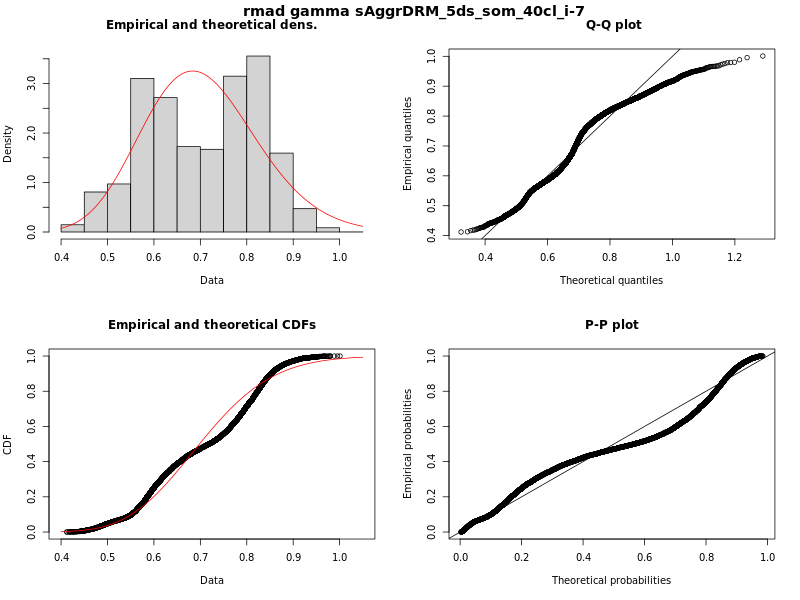 rmad gamma sAggrDRM_5ds_som_40cl_i-7
Empirical and theoretical dens.
Density
0.0 1.0 2.0 3.0
0.4 0.5 0.6 0.7 0.8 0.9 1.0
Data
Q-Q plot
Empirical quantiles
0.4 0.5 0.6 0.7 0.8 0.9 1.0
0.4 0.6 0.8 1.0 1.2
Theoretical quantiles
Empirical and theoretical CDFs
CDF
0.0 0.2 0.4 0.6 0.8 1.0
0.4 0.5 0.6 0.7 0.8 0.9 1.0
Data
P-P plot
Empirical probabilities
0.0 0.2 0.4 0.6 0.8 1.0
0.0 0.2 0.4 0.6 0.8 1.0
Theoretical probabilities